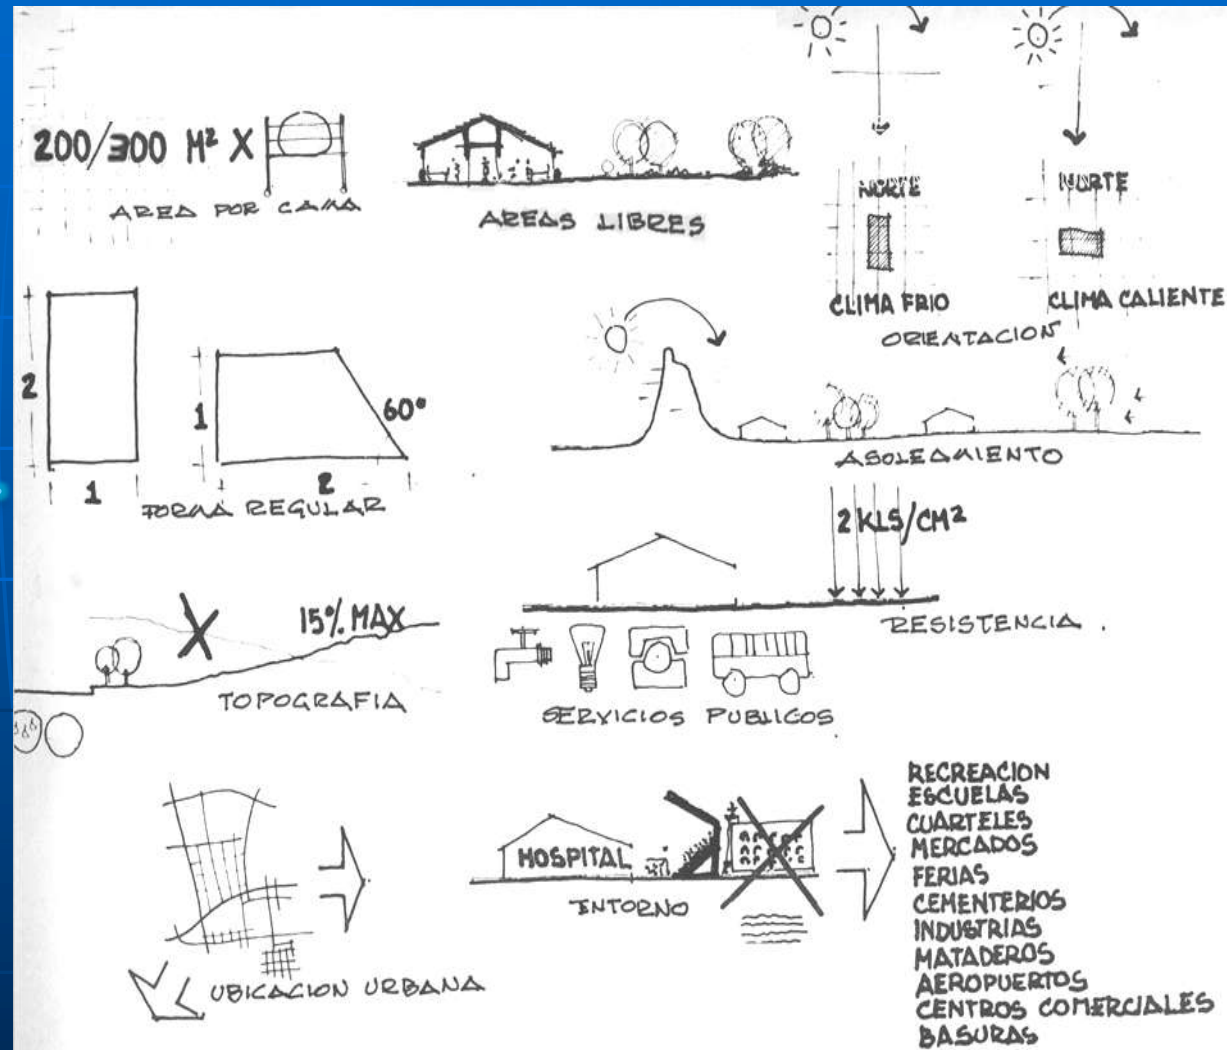 200/300 M² X
AREA POR CAMA
AREAS LIBRES
NORTE
NORTE
CLIMA FRIO
CLIMA CALIENTE
ORIENTACION
2
1
1
60°
2
FORMA REGULAR
ASOLEAMIENTO
2 KLS/CM²
RESISTENCIA.
15% MAX
TOPOGRAFIA
SERVICIOS PUBLICOS
UBICACION URBANA
HOSPITAL
ENTORNO
RECREACION
ESCUELAS
CUARTELES
MERCADOS
FERIAS
CEMENTERIOS
INDUSTRIAS
MATADEROS
AEROPUERTOS
CENTROS COMERCIALES
BASURAS